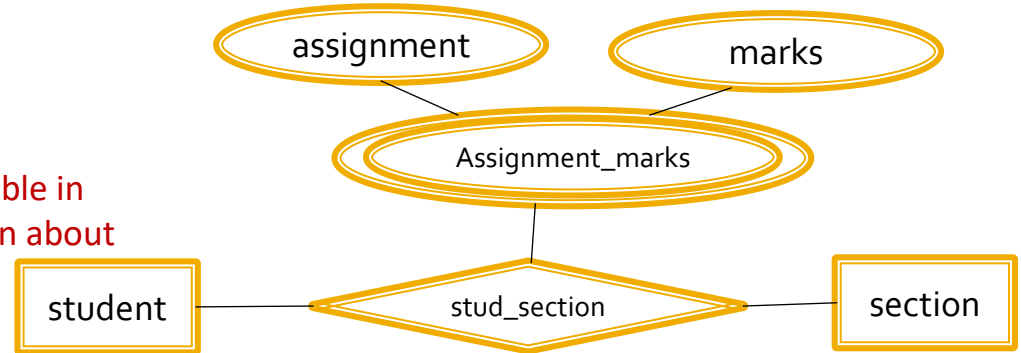 assignment
marks
Assignment_marks
ble in
n about
student
stud_section
section